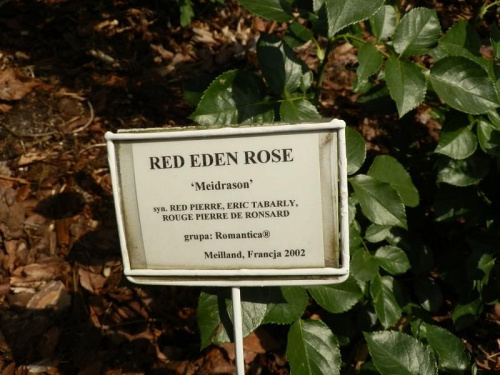 RED EDEN ROSE
'Meidrason'
syn. RED PIERRE, ERIC TABARLY,
ROUGE PIERRE DE RONSARD
grupa: Romantica®
Meilland, Francja 2002